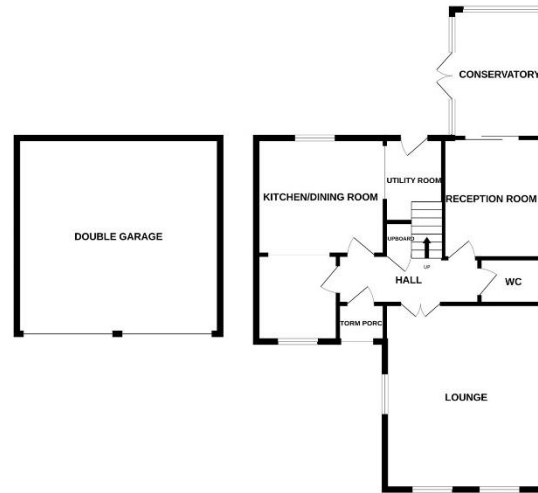 CONSERVATORY
UTILITY ROOM
KITCHEN/DINING ROOM
RECEPTION ROOM
DOUBLE GARAGE
UPBOARD
UP
HALL
WC
TORM PORC
LOUNGE